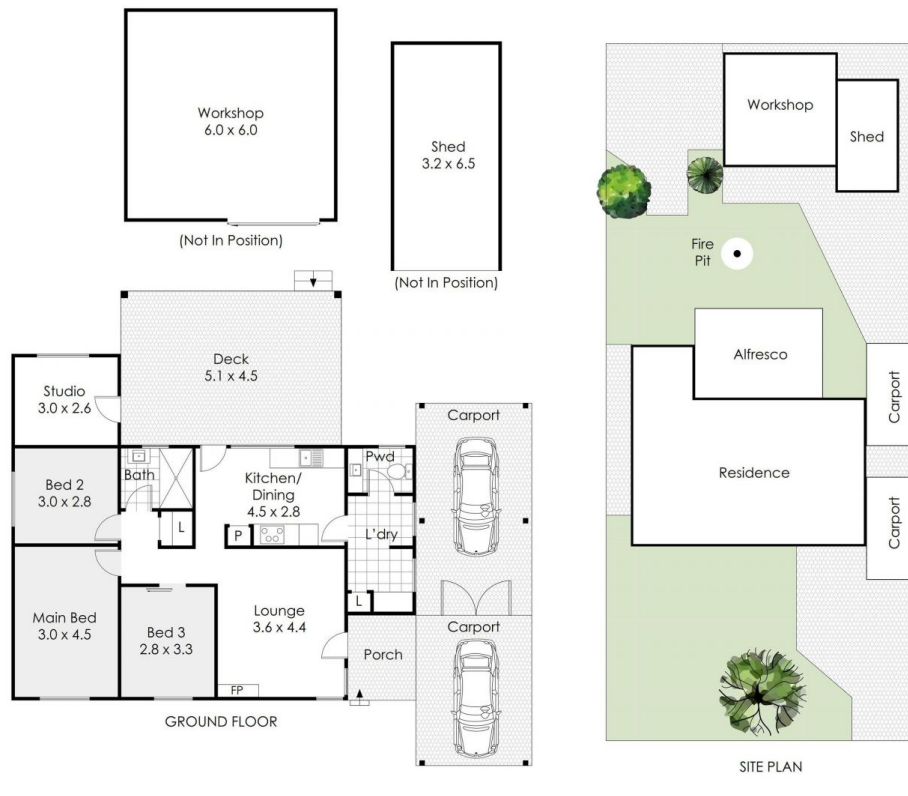 Workshop
6.0 x 6.0
(Not In Position)
Shed
3.2 x 6.5
(Not In Position)
Deck
5.1 x 4.5
Studio
3.0 x 2.6
Bed 2
3.0 x 2.8
Bath
L
Kitchen/
Dining
4.5 x 2.8
P
Pwd
L'dry
L
Carport
Main Bed
3.0 x 4.5
Bed 3
2.8 x 3.3
Lounge
3.6 x 4.4
FP
Porch
Carport
GROUND FLOOR
Workshop
Shed
Fire
Pit
Alfresco
Carport
Residence
Carport
SITE PLAN